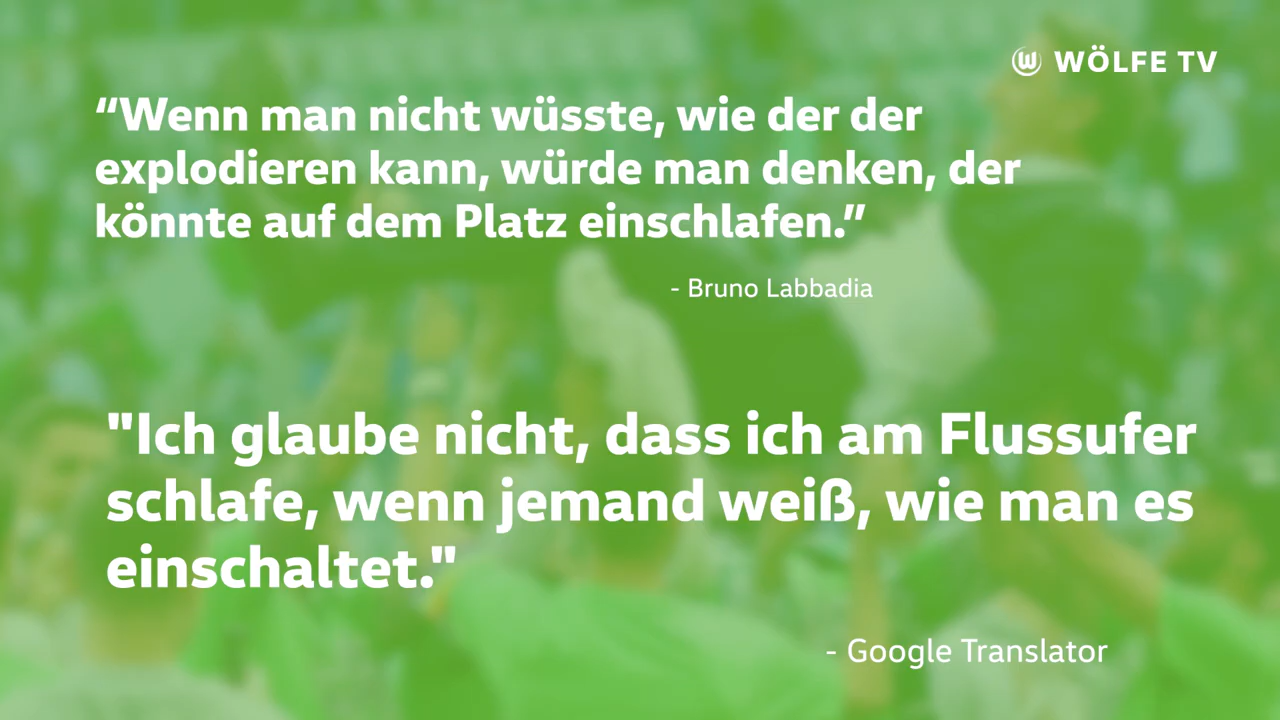 WÖLFE TV
“Wenn man nicht wüsste, wie der der
explodieren kann, würde man denken, der
könnte auf dem Platz einschlafen.”
- Bruno Labbadia
"Ich glaube nicht, dass ich am Flussufer
schlafe, wenn jemand weiß, wie man es
einschaltet."
- Google Translator